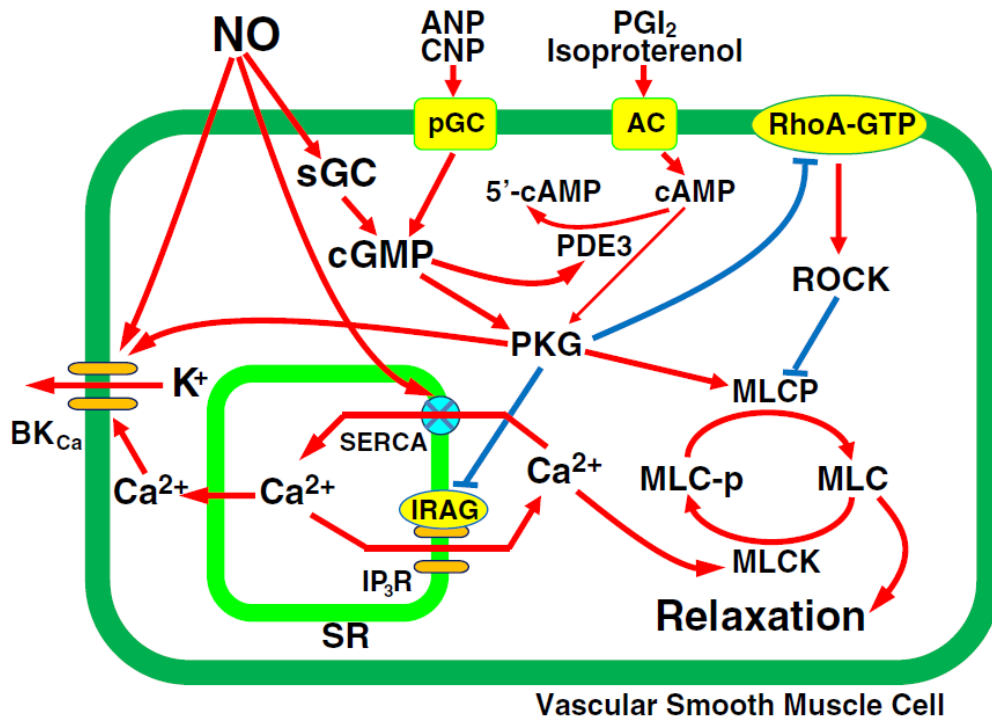 NO
ANP
CNP
PGI₂
Isoproterenol
pGC
AC
RhoA-GTP
sGC
5’-cAMP
cAMP
cGMP
PDE3
ROCK
PKG
K⁺
MLCP
BK_Ca
SERCA
Ca²⁺
Ca²⁺
Ca²⁺
MLC-p
MLC
IRAG
MLCK
IP₃R
Relaxation
SR
Vascular Smooth Muscle Cell